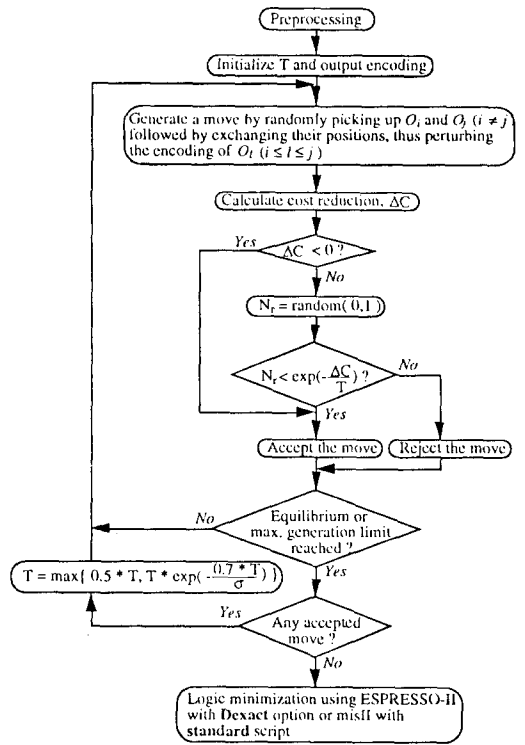 Preprocessing
Initialize T and output encoding
Generate a move by randomly picking up Oi and Oj (i ≠ j
followed by exchanging their positions, thus perturbing
the encoding of Ol (i ≤ l ≤ j)
Calculate cost reduction, ΔC
Yes
ΔC < 0 ?
No
Nr = random( 0,1 )
Nr < exp(-ΔC/T) ?
No
Yes
Accept the move
Reject the move
Equilibrium or
max. generation limit
reached ?
No
Yes
T = max{ 0.5 * T, T * exp( -0.7 * T/σ ) }
Yes
Any accepted
move ?
No
Logic minimization using ESPRESSO-II
with Dexact option or misII with
standard script